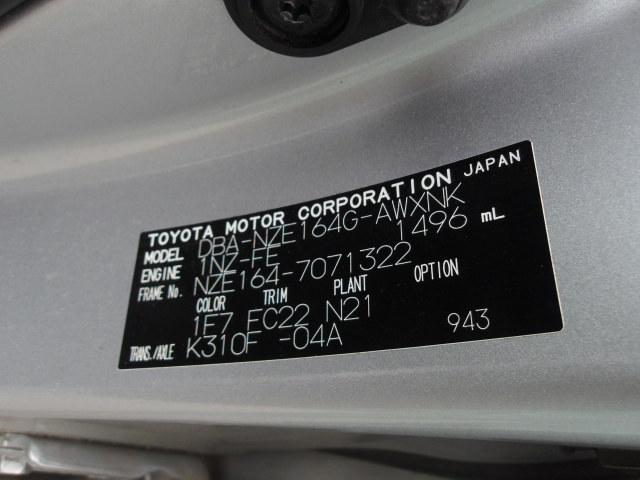 TOYOTA MOTOR CORPORATION JAPAN
MODEL DBA-NZE164G-AWXNK
ENGINE 1NZ-FE 1496 mL
FRAME No. NZE164-7071322
COLOR TRIM PLANT OPTION
1F7 FC22 N21
TRANS./AXLE K310F -04A 943